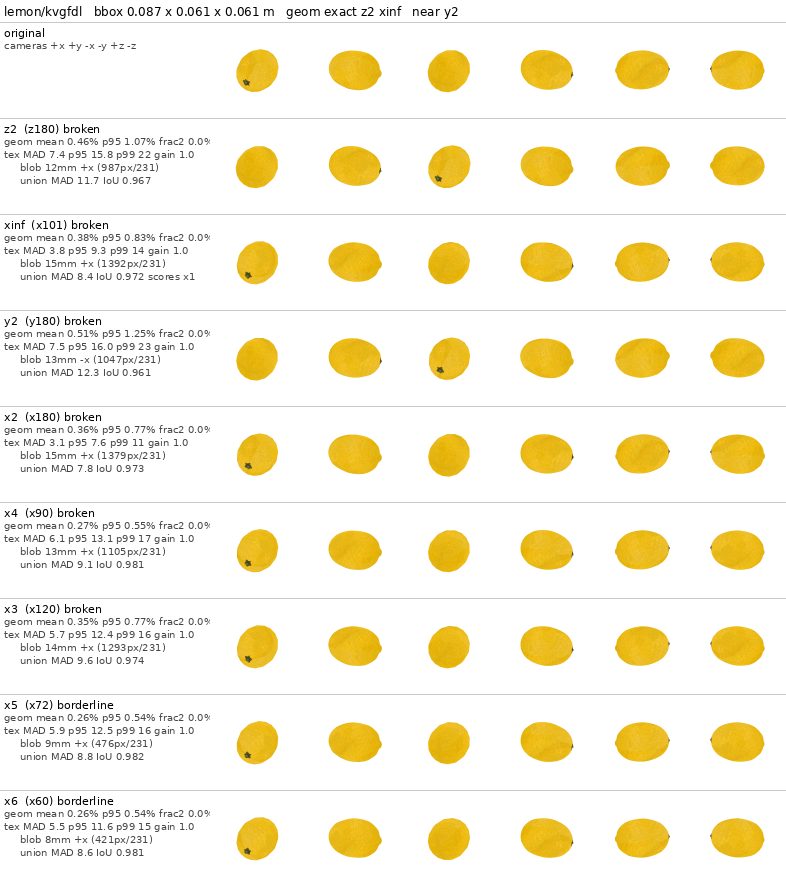 lemon/kvgfdl bbox 0.087 x 0.061 x 0.061 m geom exact z2 xinf near y2
original
cameras +x +y -x -y +z -z
z2 (z180) broken
geom mean 0.46% p95 1.07% frac2 0.0%
tex MAD 7.4 p95 15.8 p99 22 gain 1.0
blob 12mm +x (987px/231)
union MAD 11.7 IoU 0.967
xinf (x101) broken
geom mean 0.38% p95 0.83% frac2 0.0%
tex MAD 3.8 p95 9.3 p99 14 gain 1.0
blob 15mm +x (1392px/231)
union MAD 8.4 IoU 0.972 scores x1
y2 (y180) broken
geom mean 0.51% p95 1.25% frac2 0.0%
tex MAD 7.5 p95 16.0 p99 23 gain 1.0
blob 13mm -x (1047px/231)
union MAD 12.3 IoU 0.961
x2 (x180) broken
geom mean 0.36% p95 0.77% frac2 0.0%
tex MAD 3.1 p95 7.6 p99 11 gain 1.0
blob 15mm +x (1379px/231)
union MAD 7.8 IoU 0.973
x4 (x90) broken
geom mean 0.27% p95 0.55% frac2 0.0%
tex MAD 6.1 p95 13.1 p99 17 gain 1.0
blob 13mm +x (1105px/231)
union MAD 9.1 IoU 0.981
x3 (x120) broken
geom mean 0.35% p95 0.77% frac2 0.0%
tex MAD 5.7 p95 12.4 p99 16 gain 1.0
blob 14mm +x (1293px/231)
union MAD 9.6 IoU 0.974
x5 (x72) borderline
geom mean 0.26% p95 0.54% frac2 0.0%
tex MAD 5.9 p95 12.5 p99 16 gain 1.0
blob 9mm +x (476px/231)
union MAD 8.8 IoU 0.982
x6 (x60) borderline
geom mean 0.26% p95 0.54% frac2 0.0%
tex MAD 5.5 p95 11.6 p99 15 gain 1.0
blob 8mm +x (421px/231)
union MAD 8.6 IoU 0.981